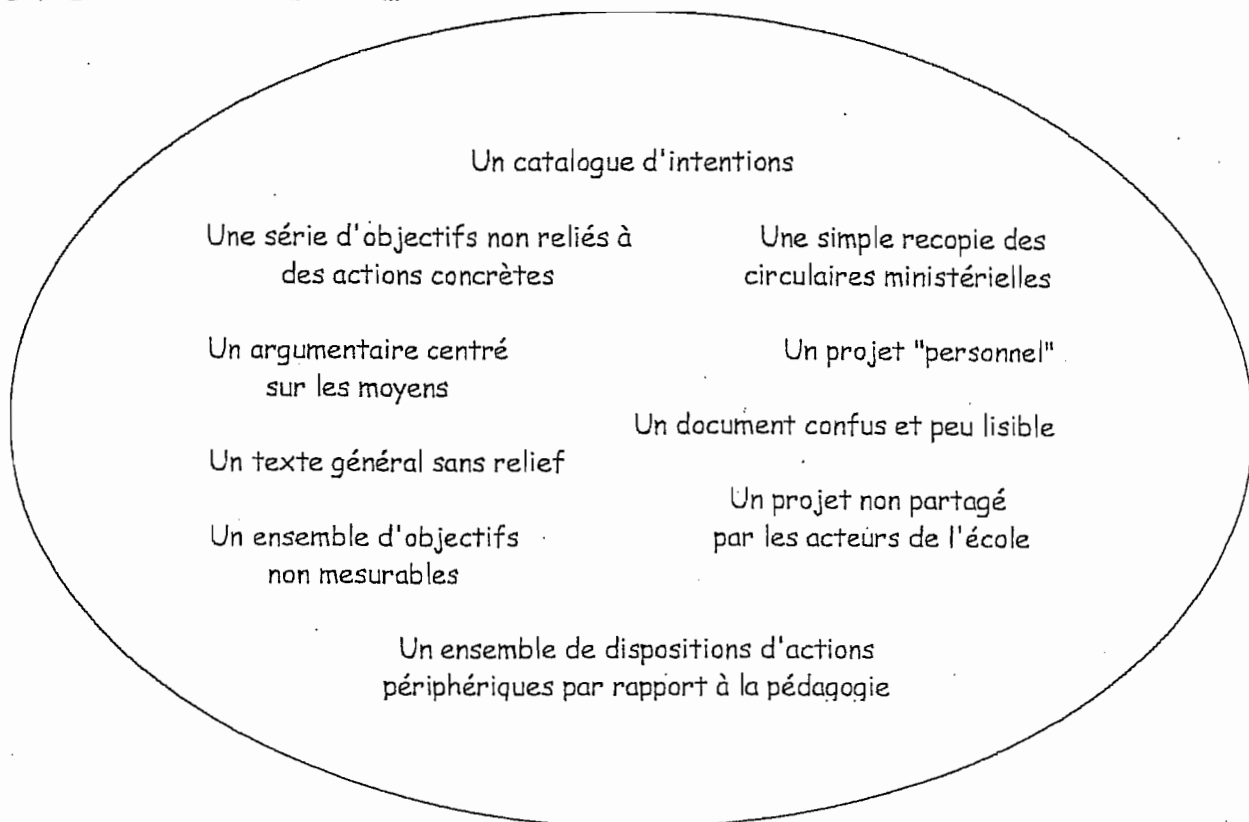 Un catalogue d'intentions
Une série d'objectifs non reliés à
des actions concrètes
Une simple recopie des
circulaires ministérielles
Un argumentaire centré
sur les moyens
Un projet "personnel"
Un document confus et peu lisible
Un texte général sans relief
Un projet non partagé
par les acteurs de l'école
Un ensemble d'objectifs
non mesurables
Un ensemble de dispositions d'actions
périphériques par rapport à la pédagogie